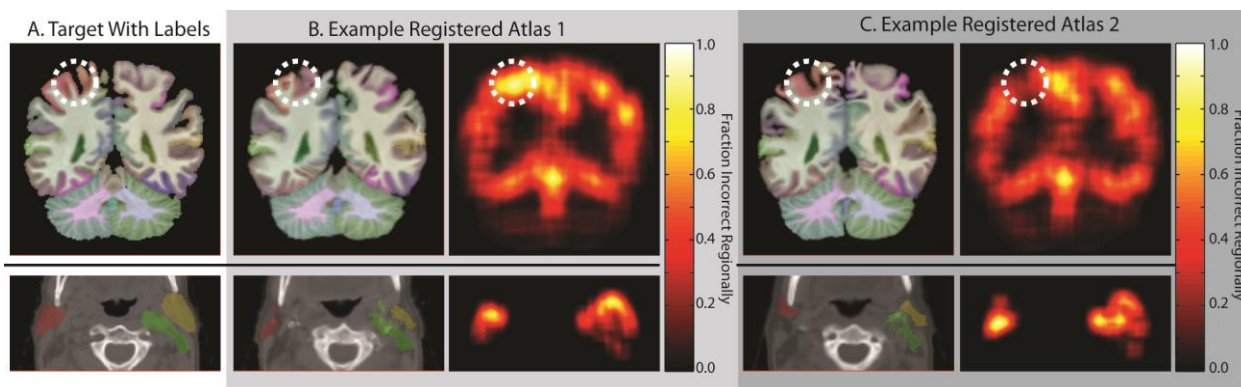 A. Target With Labels
B. Example Registered Atlas 1
C. Example Registered Atlas 2
1.0
0.8
0.6
0.4
0.2
0.0
Fraction Incorrect Regionally
1.0
0.8
0.6
0.4
0.2
0.0
Fraction Incorrect Regionally